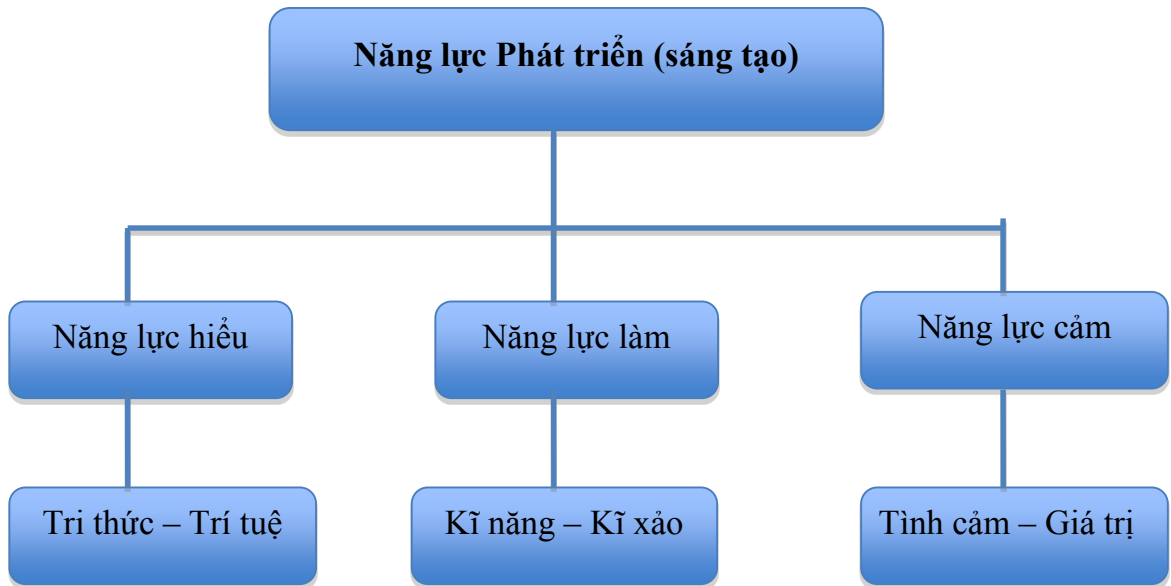 Năng lực Phát triển (sáng tạo)
Năng lực hiểu
Năng lực làm
Năng lực cảm
Tri thức – Trí tuệ
Kĩ năng – Kĩ xảo
Tình cảm – Giá trị